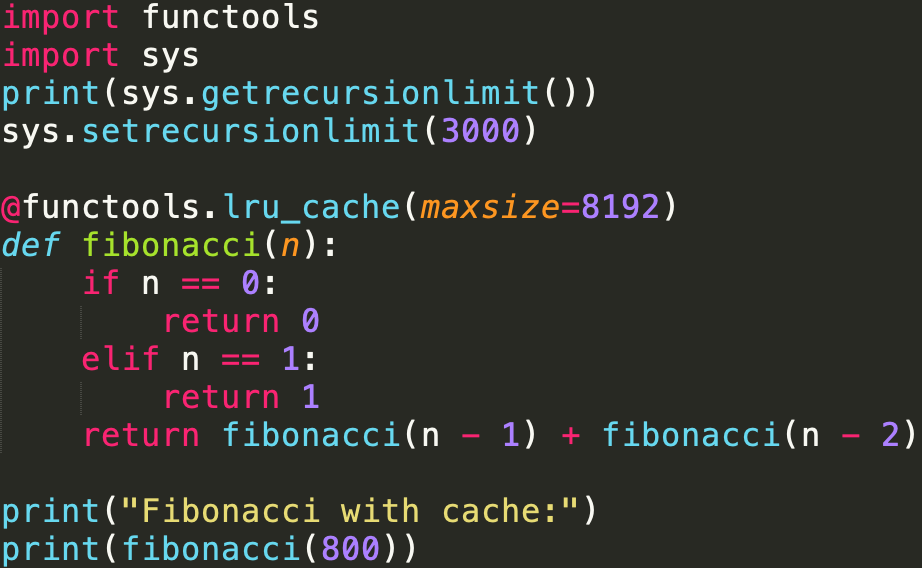 import functools
import sys
print(sys.getrecursionlimit())
sys.setrecursionlimit(3000)

@functools.lru_cache(maxsize=8192)
def fibonacci(n):
    if n == 0:
        return 0
    elif n == 1:
        return 1
    return fibonacci(n - 1) + fibonacci(n - 2)

print("Fibonacci with cache:")
print(fibonacci(800))